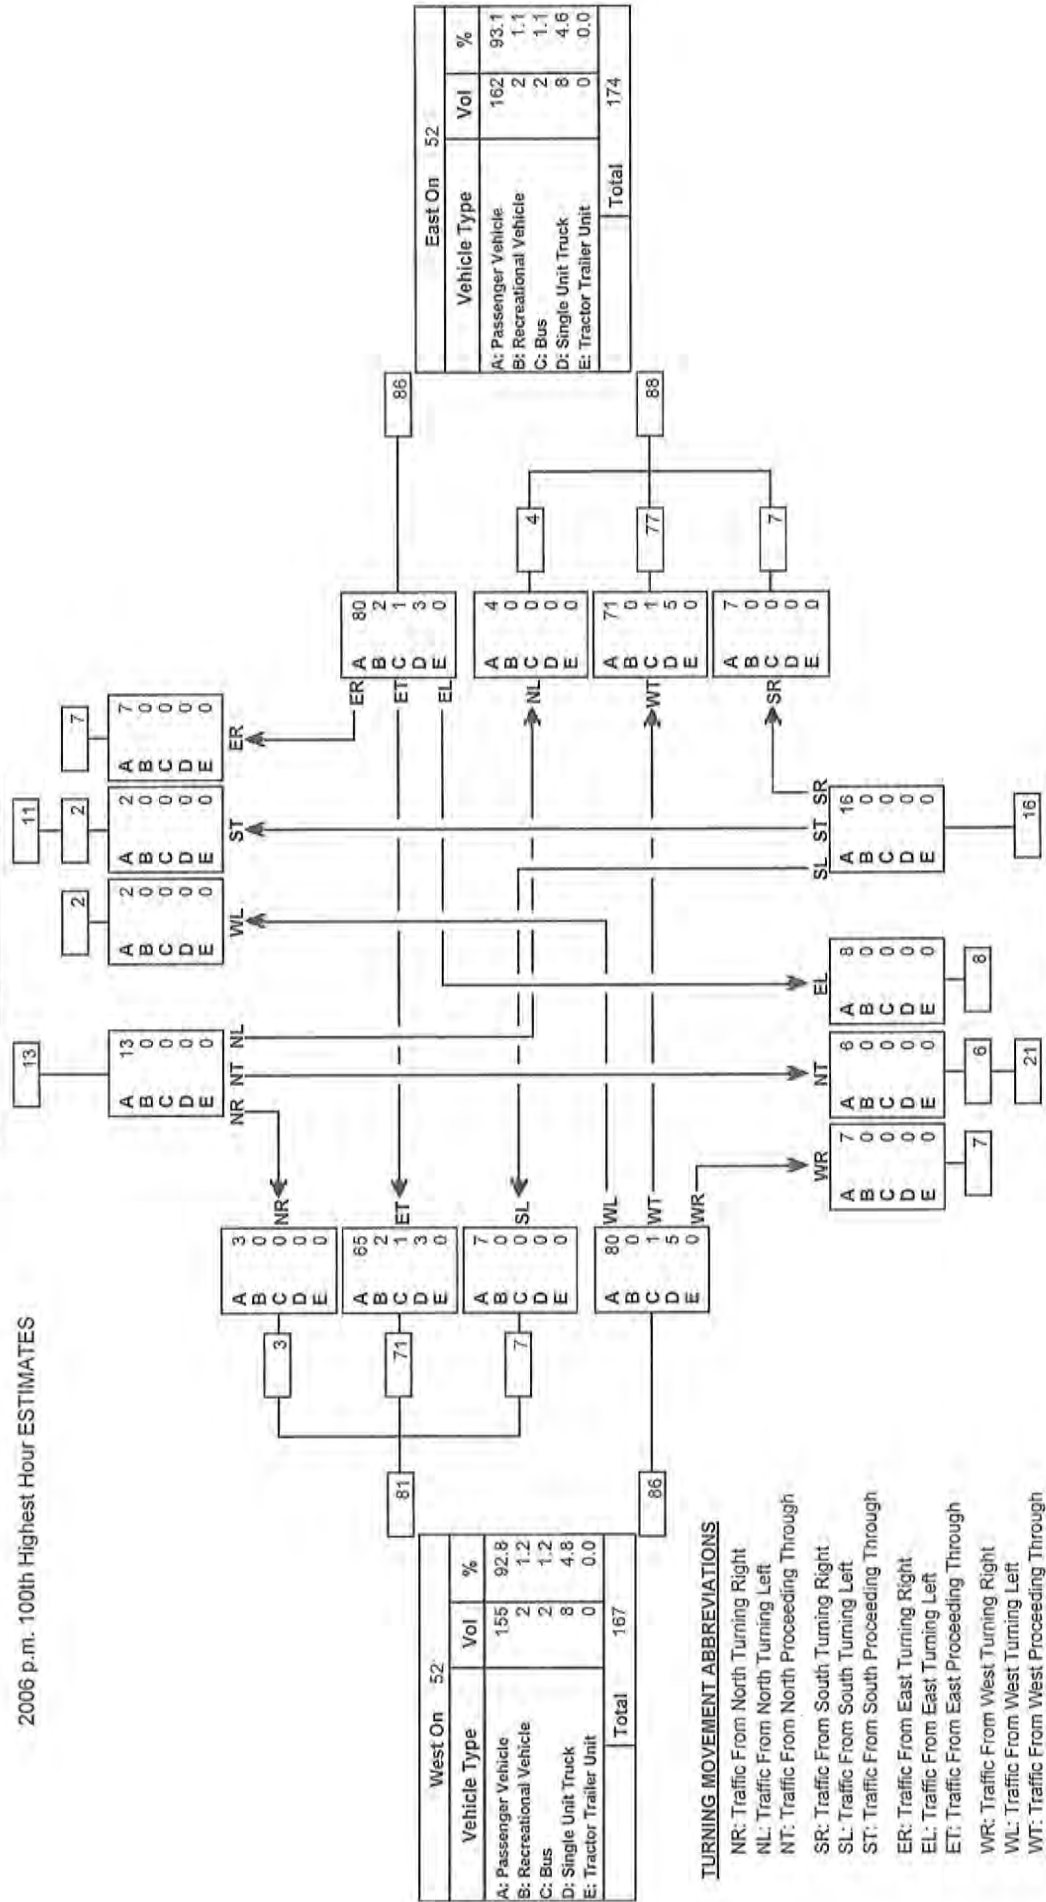 2006 p.m. 100th Highest Hour ESTIMATES
13
11
2
2
7
A 13
B 0
C 0
D 0
E 0
A 2
B 0
C 0
D 0
E 0
A 2
B 0
C 0
D 0
E 0
A 7
B 0
C 0
D 0
E 0
NR NT NL
WL
ST
ER
A 3
B 0
C 0
D 0
E 0
NR
3
A 65
B 2
C 1
D 3
E 0
ET
71
A 7
B 0
C 0
D 0
E 0
SL
7
81
A 80
B 0
C 1
D 5
E 0
WL
WT
WR
86
West On 52
Vehicle Type Vol %
A: Passenger Vehicle 155 92.8
B: Recreational Vehicle 2 1.2
C: Bus 2 1.2
D: Single Unit Truck 8 4.8
E: Tractor Trailer Unit 0 0.0
Total 167
ER
ET
EL
A 80
B 2
C 1
D 3
E 0
86
NL
A 4
B 0
C 0
D 0
E 0
4
WT
A 71
B 0
C 1
D 5
E 0
77
SR
A 7
B 0
C 0
D 0
E 0
7
88
East On 52
Vehicle Type Vol %
A: Passenger Vehicle 162 93.1
B: Recreational Vehicle 2 1.1
C: Bus 2 1.1
D: Single Unit Truck 8 4.6
E: Tractor Trailer Unit 0 0.0
Total 174
WR
NT
EL
SL ST SR
A 7
B 0
C 0
D 0
E 0
7
A 6
B 0
C 0
D 0
E 0
6
A 8
B 0
C 0
D 0
E 0
8
21
A 16
B 0
C 0
D 0
E 0
16
TURNING MOVEMENT ABBREVIATIONS
NR: Traffic From North Turning Right
NL: Traffic From North Turning Left
NT: Traffic From North Proceeding Through
SR: Traffic From South Turning Right
SL: Traffic From South Turning Left
ST: Traffic From South Proceeding Through
ER: Traffic From East Turning Right
EL: Traffic From East Turning Left
ET: Traffic From East Proceeding Through
WR: Traffic From West Turning Right
WL: Traffic From West Turning Left
WT: Traffic From West Proceeding Through